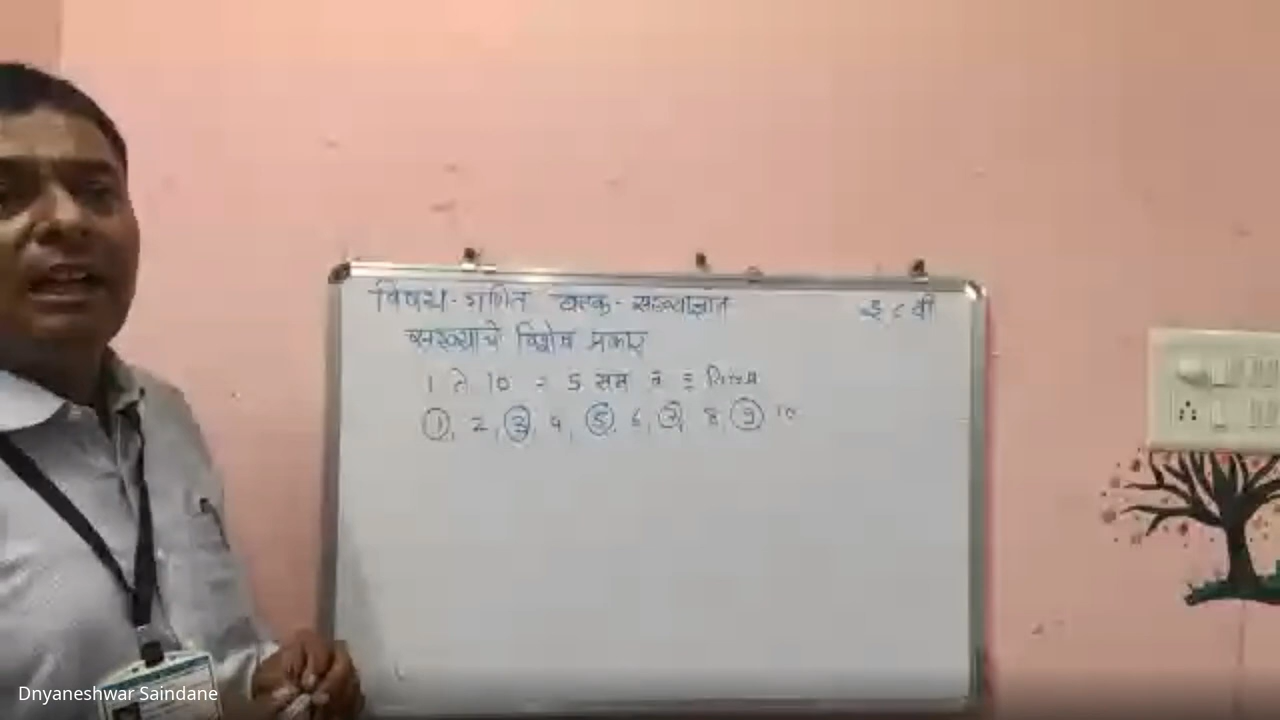 विषय - गणित घटक - संख्याज्ञान इ ८ वी
संख्यांचे विशेष प्रकार
1 ते 10 = 5 सम व ५ विषम
1, 2, 3, 4, 5, 6, 7, 8, 9, 10
Dnyaneshwar Saindane